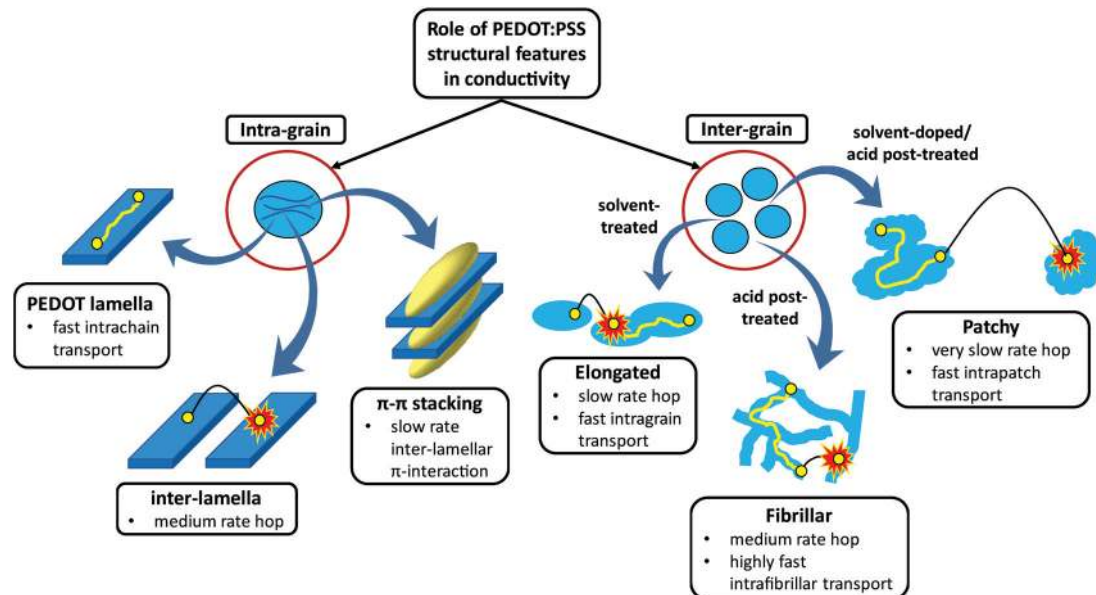 Role of PEDOT:PSS
structural features
in conductivity
Intra-grain
Inter-grain
solvent-doped/
acid post-treated
solvent-
treated
acid post-
treated
PEDOT lamella
• fast intrachain
transport
inter-lamella
• medium rate hop
π-π stacking
• slow rate
inter-lamellar
π-interaction
Elongated
• slow rate hop
• fast intragrain
transport
Fibrillar
• medium rate hop
• highly fast
intrafibrillar transport
Patchy
• very slow rate hop
• fast intrapatch
transport